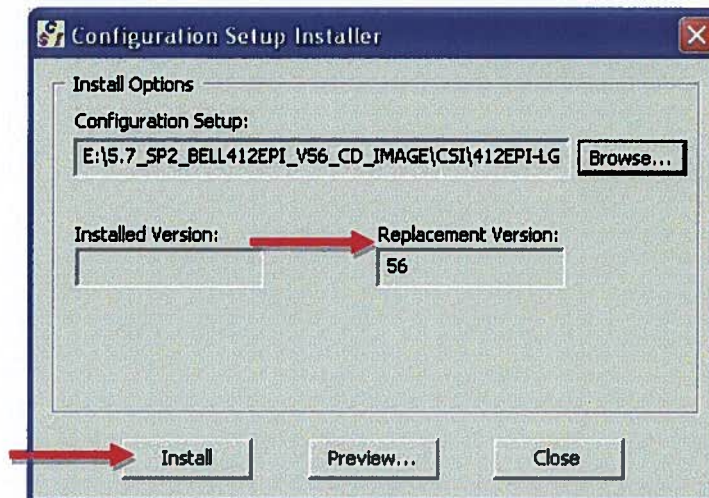 Configuration Setup Installer
Install Options
Configuration Setup:
E:\5.7_SP2_BELL412EPI_V56_CD_IMAGE\CSI\412EPI-LG
Browse...
Installed Version:
Replacement Version:
56
Install
Preview...
Close